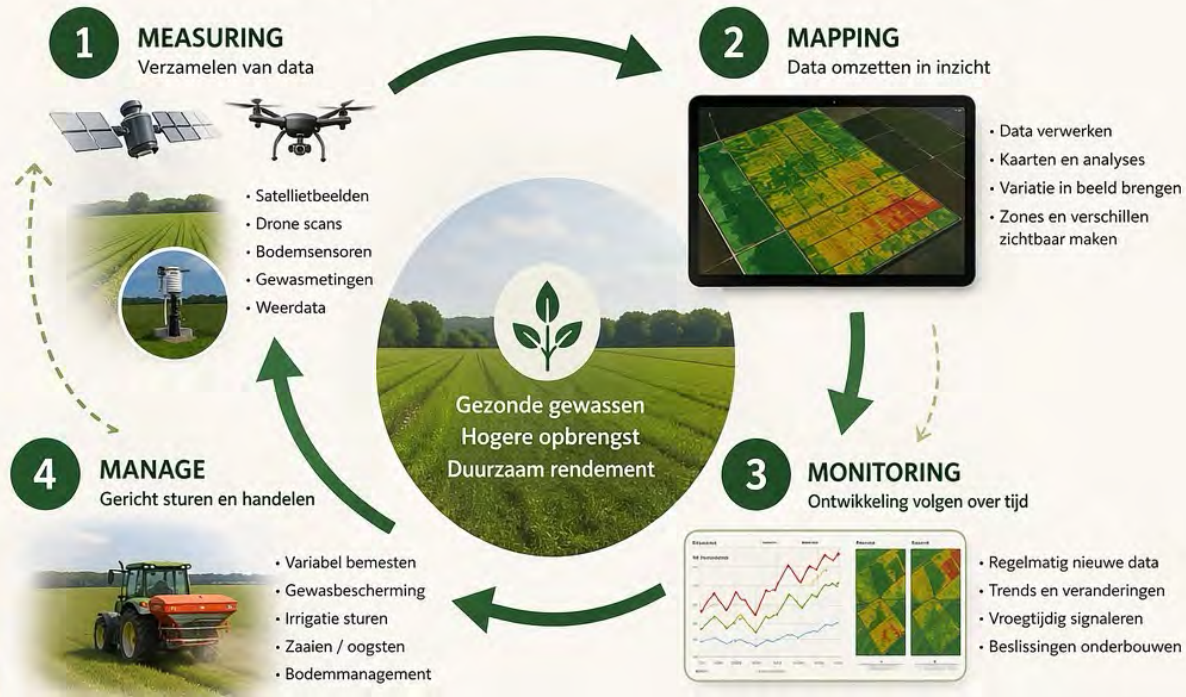 1
MEASURING
Verzamelen van data
• Satellietbeelden
• Drone scans
• Bodemsensoren
• Gewasmetingen
• Weerdata
2
MAPPING
Data omzetten in inzicht
• Data verwerken
• Kaarten en analyses
• Variatie in beeld brengen
• Zones en verschillen
zichtbaar maken
Gezonde gewassen
Hogere opbrengst
Duurzaam rendement
3
MONITORING
Ontwikkeling volgen over tijd
• Regelmatig nieuwe data
• Trends en veranderingen
• Vroegtijdig signaleren
• Beslissingen onderbouwen
4
MANAGE
Gericht sturen en handelen
• Variabel bemesten
• Gewasbescherming
• Irrigatie sturen
• Zaaien / oogsten
• Bodemmanagement